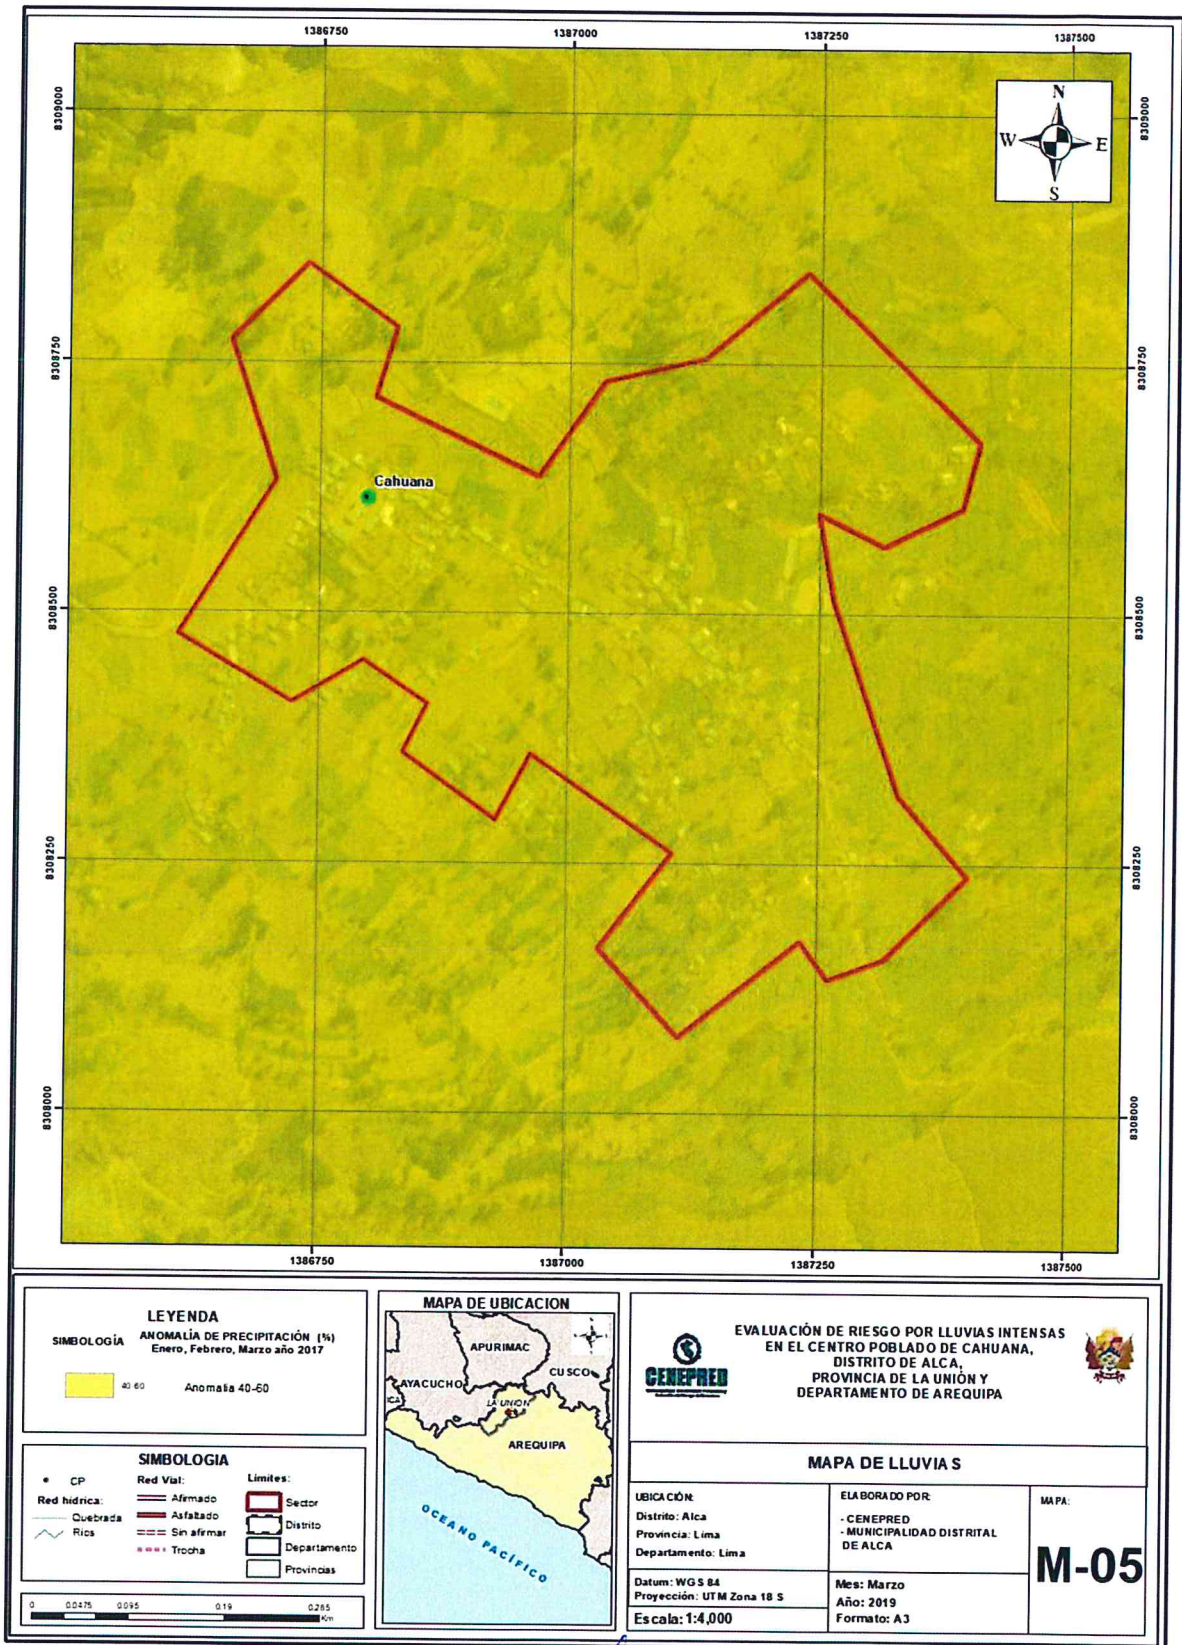 1386750
1387000
1387250
1387500
8309000
8309000
N
W
E
S
8308750
8308750
Cahuana
8308500
8308500
8308250
8308250
8308000
8308000
1386750
1387000
1387250
1387500
LEYENDA
SIMBOLOGÍA
ANOMALÍA DE PRECIPITACIÓN (%)
Enero, Febrero, Marzo año 2017
40-60
Anomalia 40-60
SIMBOLOGIA
CP
Red hídrica:
Quebrada
Rios
Red Vial:
Afirmado
Asfaltado
Sin afirmar
Trocha
Límites:
Sector
Distrito
Departamento
Provincias
0
0.0475
0.095
0.19
0.285
Km
MAPA DE UBICACION
APURIMAC
CUSCO
AYACUCHO
ICA
LA UNION
AREQUIPA
OCEANO PACÍFICO
CENEPRED
EVALUACIÓN DE RIESGO POR LLUVIAS INTENSAS
EN EL CENTRO POBLADO DE CAHUANA,
DISTRITO DE ALCA,
PROVINCIA DE LA UNIÓN Y
DEPARTAMENTO DE AREQUIPA
MAPA DE LLUVIAS
UBICACIÓN:
Distrito: Alca
Provincia: Lima
Departamento: Lima
ELABORADO POR:
- CENEPRED
- MUNICIPALIDAD DISTRITAL
DE ALCA
MAPA:
M-05
Datum: WGS 84
Proyección: UTM Zona 18 S
Escala: 1:4,000
Mes: Marzo
Año: 2019
Formato: A3